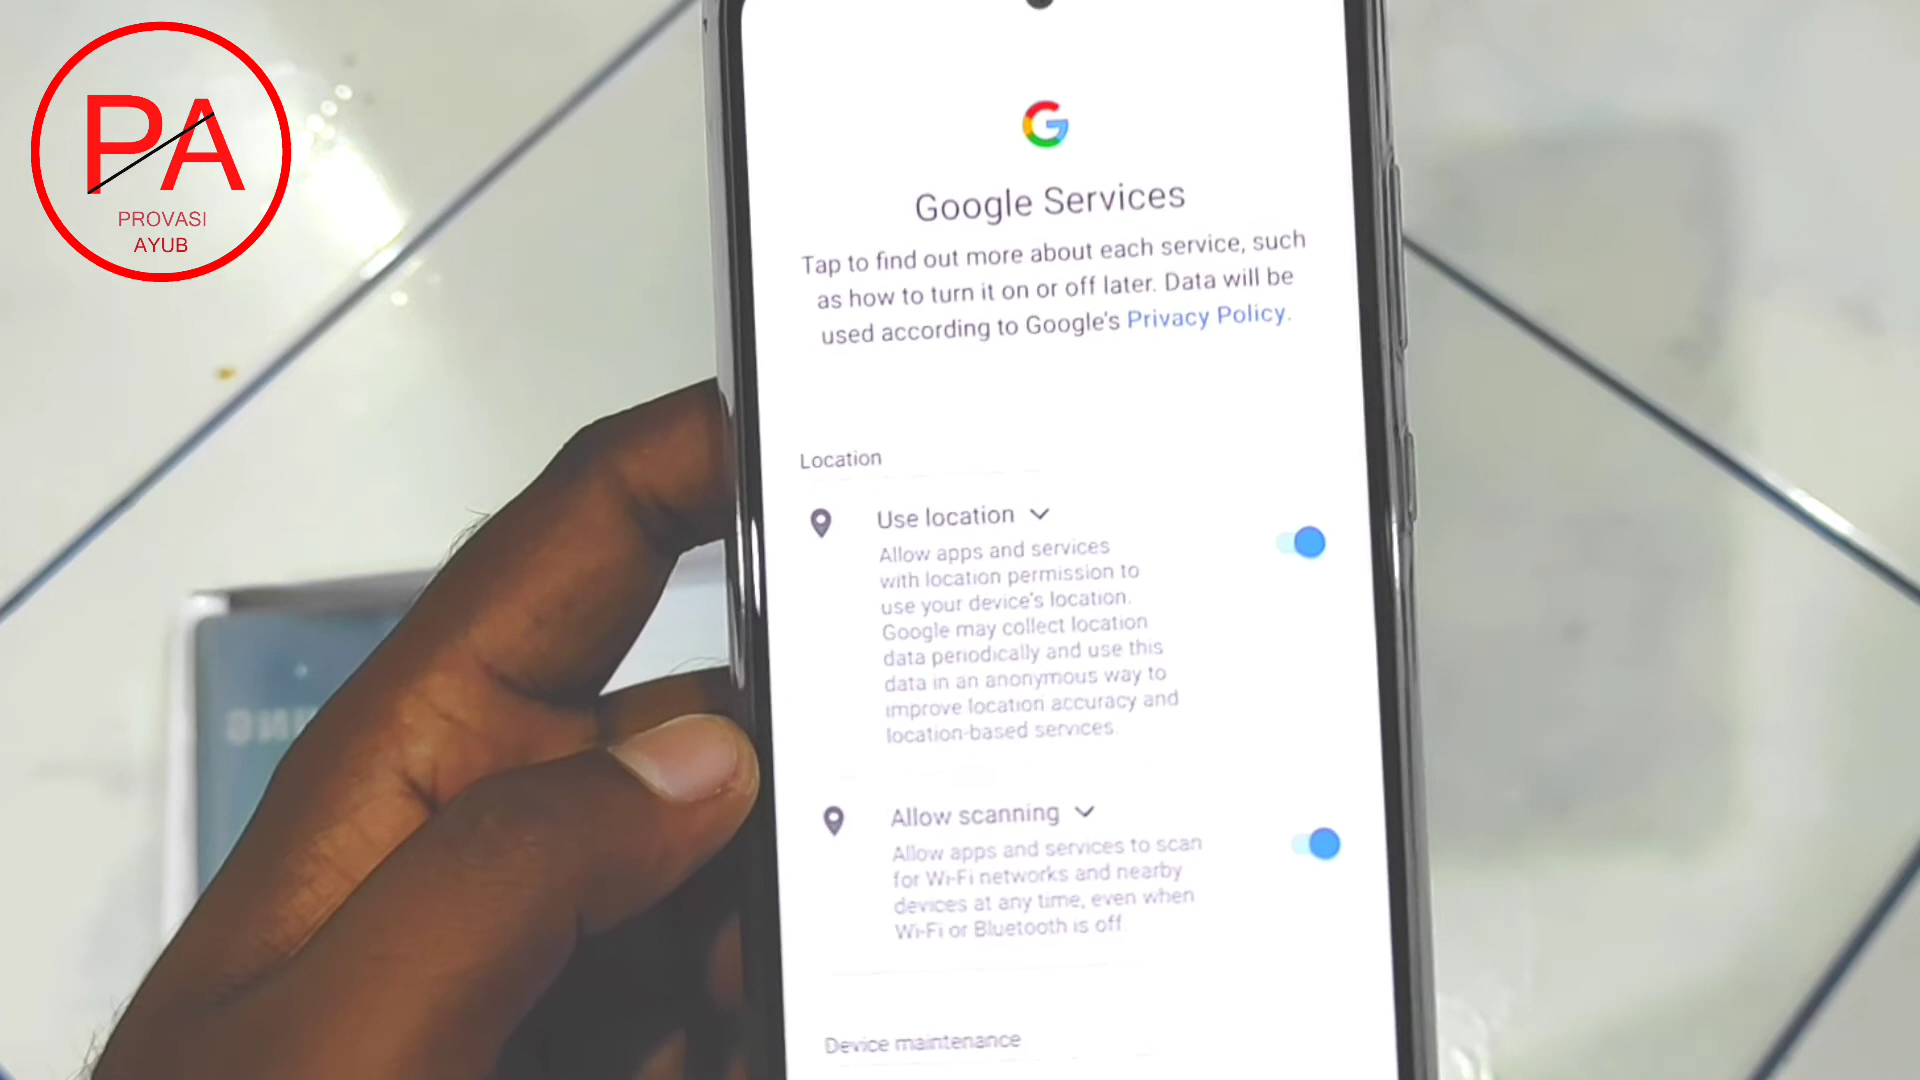 PA
PROVASI
AYUB
G
Google Services
Tap to find out more about each service, such
as how to turn it on or off later. Data will be
used according to Google's Privacy Policy.
Location
Use location
Allow apps and services
with location permission to
use your device's location.
Google may collect location
data periodically and use this
data in an anonymous way to
improve location accuracy and
location-based services.
Allow scanning
Allow apps and services to scan
for Wi-Fi networks and nearby
devices at any time, even when
Wi-Fi or Bluetooth is off
Device maintenance